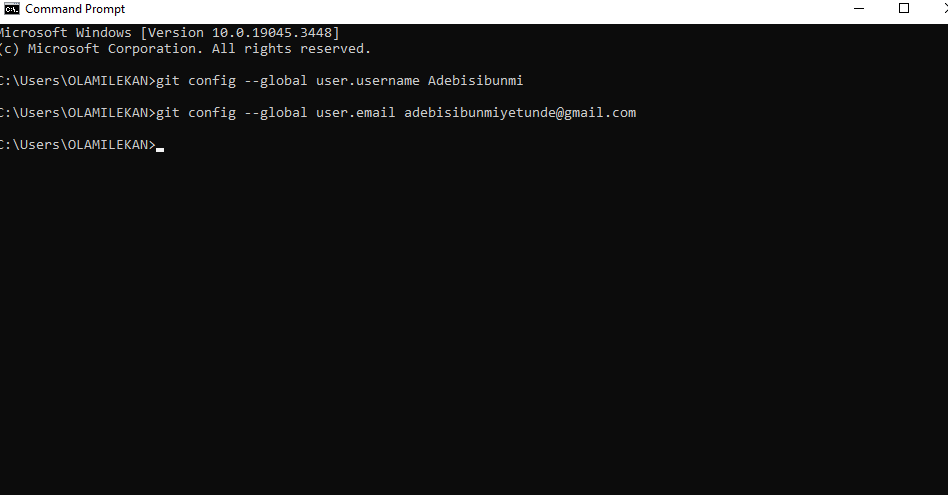 Command Prompt
Microsoft Windows [Version 10.0.19045.3448]
(c) Microsoft Corporation. All rights reserved.
C:\Users\OLAMILEKAN>git config --global user.username Adebisibunmi
C:\Users\OLAMILEKAN>git config --global user.email adebisibunmiyetunde@gmail.com
C:\Users\OLAMILEKAN>